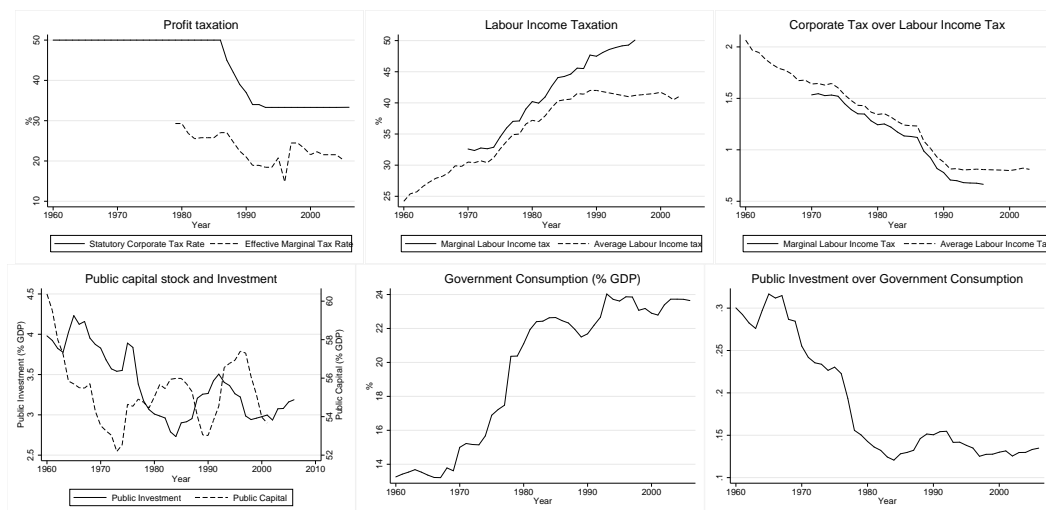 Profit taxation
50
40
30
20
10
%
1960 1970 1980 1990 2000
Year
Statutory Corporate Tax Rate Effective Marginal Tax Rate
Labour Income Taxation
50
45
40
35
30
25
%
1960 1970 1980 1990 2000
Year
Marginal Labour Income tax Average Labour Income tax
Corporate Tax over Labour Income Tax
2
1.5
1
.5
1960 1970 1980 1990 2000
Year
Marginal Labour Income Tax Average Labour Income Ta
Public capital stock and Investment
Public Investment (% GDP)
4.5
4
3.5
3
2.5
60
58
56
54
52
Public Capital (% GDP)
1960 1970 1980 1990 2000 2010
Year
Public Investment Public Capital
Government Consumption (% GDP)
24
22
20
18
16
14
%
1960 1970 1980 1990 2000
Year
Public Investment over Government Consumption
.3
.25
.2
.15
.1
1960 1970 1980 1990 2000
Year